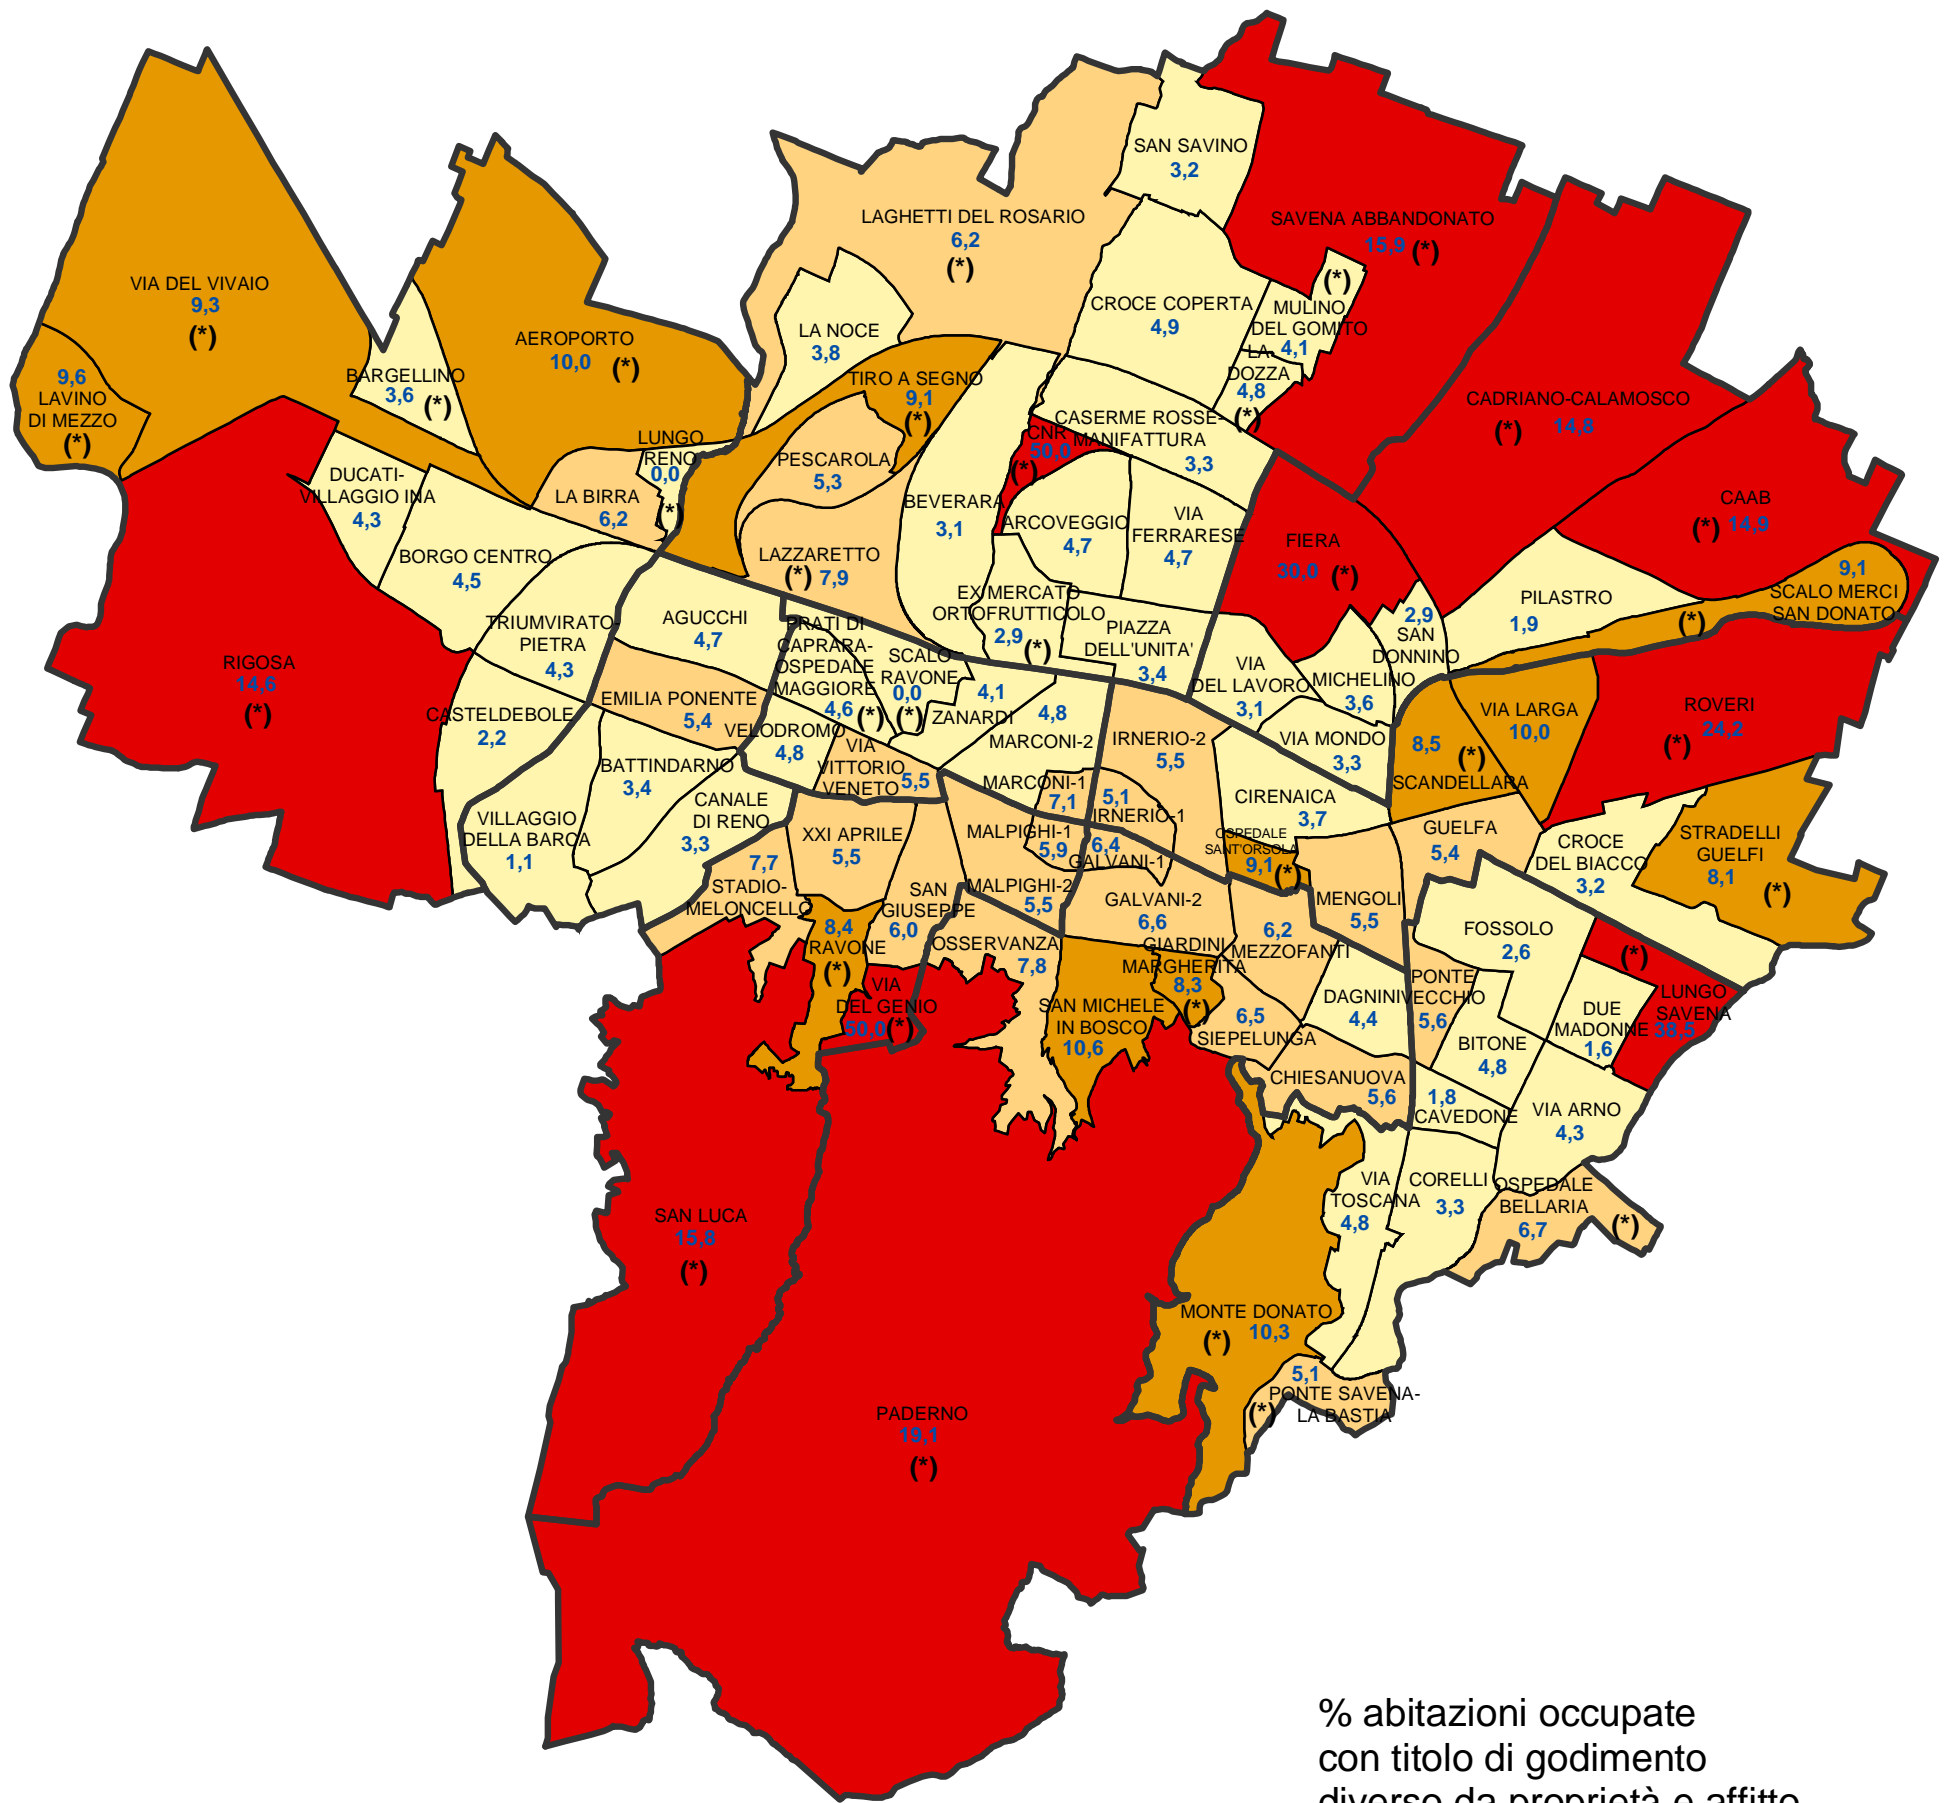 SAN SAVINO
3,2
LAGHETTI DEL ROSARIO
6,2
(*)
SAVENA ABBANDONATO
15,9 (*)
VIA DEL VIVAIO
9,3
(*)
AEROPORTO
10,0 (*)
BARGELLINO
3,6 (*)
9,6
LAVINO
DI MEZZO
(*)
LA NOCE
3,8
CROCE COPERTA
4,9
(*)
MULINO
DEL GOMITO
4,1
LA
DOZZA
4,8
(*)
TIRO A SEGNO
9,1
(*)
CADRIANO-CALAMOSCO
(*) 14,8
CASERME ROSSE-
MANIFATTURA
3,3
CNR
50,0
(*)
LUNGO
RENO
0,0
(*)
PESCAROLA
5,3
DUCATI-
VILLAGGIO INA
4,3
LA BIRRA
6,2
BEVERARA
3,1
ARCOVEGGIO
4,7
VIA
FERRARESE
4,7
CAAB
(*) 14,9
FIERA
30,0 (*)
BORGO CENTRO
4,5
LAZZARETTO
(*) 7,9
EX MERCATO
ORTOFRUTTICOLO
2,9 (*)
9,1
SCALO MERCI
SAN DONATO
(*)
PILASTRO
1,9
2,9
SAN
DONNINO
TRIUMVIRATO-
PIETRA
4,3
AGUCCHI
4,7
PRATI DI
CAPRARA-
OSPEDALE
MAGGIORE
4,6 (*)
SCALO
RAVONE
0,0
(*)
PIAZZA
DELL'UNITA'
3,4
VIA
DEL LAVORO
3,1
MICHELINO
3,6
RIGOSA
14,6
(*)
EMILIA PONENTE
5,4
4,1
ZANARDI
4,8
MARCONI-2
VIA LARGA
10,0
ROVERI
(*) 24,2
CASTELDEBOLE
2,2
VELODROMO
4,8
VIA
VITTORIO
VENETO 5,5
IRNERIO-2
5,5
VIA MONDO
3,3
8,5 (*)
SCANDELLARA
BATTINDARNO
3,4
MARCONI-1
7,1
5,1
IRNERIO-1
CIRENAICA
3,7
CANALE
DI RENO
3,3
VILLAGGIO
DELLA BARCA
1,1
XXI APRILE
5,5
MALPIGHI-1
5,9
6,4
GALVANI-1
OSPEDALE
SANT'ORSOLA
9,1 (*)
GUELFA
5,4
CROCE
DEL BIACCO
3,2
STRADELLI
GUELFI
8,1
(*)
7,7
STADIO-
MELONCELLO
SAN
GIUSEPPE
6,0
MALPIGHI-2
5,5
GALVANI-2
6,6
MENGOLI
5,5
8,4
RAVONE
(*)
OSSERVANZA
7,8
GIARDINI
MARGHERITA
8,3
(*)
6,2
MEZZOFANTI
FOSSOLO
2,6
(*)
LUNGO
SAVENA
38,5
VIA
DEL GENIO
50,0 (*)
SAN MICHELE
IN BOSCO
10,6
6,5
SIEPELUNGA
DAGNINI
4,4
PONTE
VECCHIO
5,6
DUE
MADONNE
1,6
BITONE
4,8
CHIESANUOVA
5,6
1,8
CAVEDONE
VIA ARNO
4,3
SAN LUCA
15,8
(*)
VIA
TOSCANA
4,8
CORELLI
3,3
OSPEDALE
BELLARIA
6,7
(*)
MONTE DONATO
(*) 10,3
5,1
PONTE SAVENA-
LA BASTIA
(*)
PADERNO
19,1
(*)
% abitazioni occupate
con titolo di godimento
diverso da proprietà e affitto